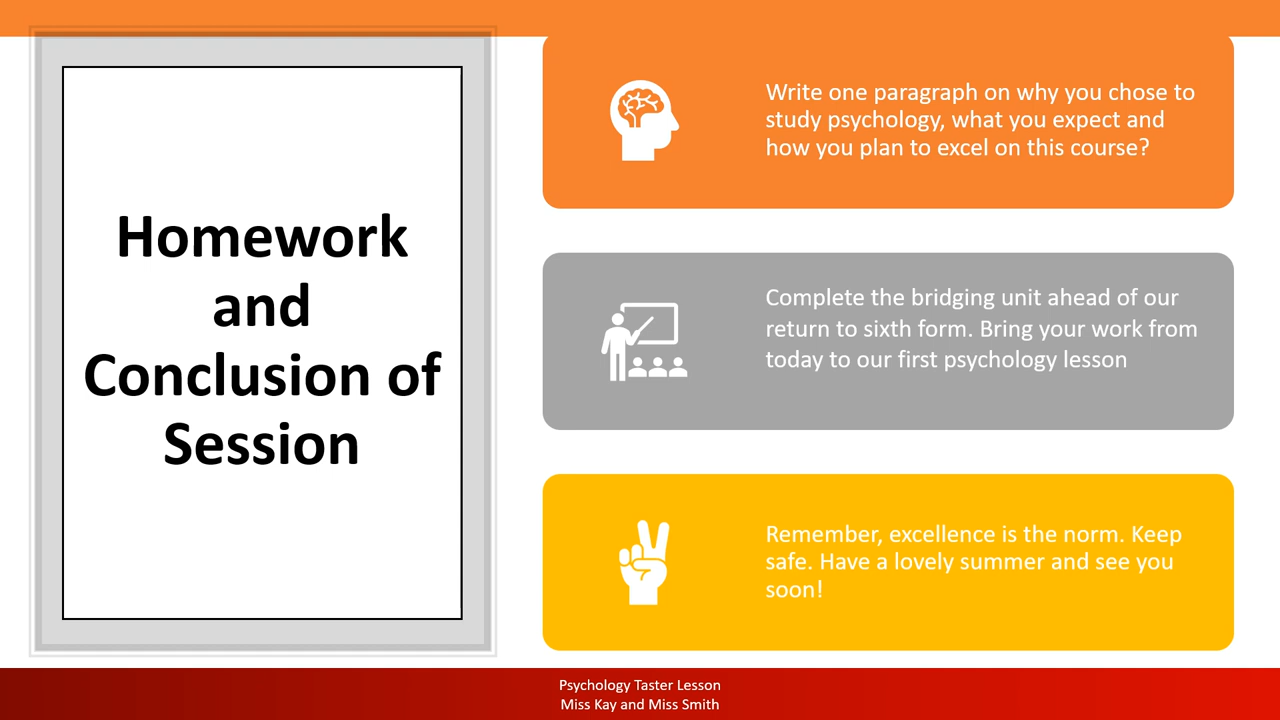 Homework
and
Conclusion of
Session
Write one paragraph on why you chose to
study psychology, what you expect and
how you plan to excel on this course?
Complete the bridging unit ahead of our
return to sixth form. Bring your work from
today to our first psychology lesson
Remember, excellence is the norm. Keep
safe. Have a lovely summer and see you
soon!
Psychology Taster Lesson
Miss Kay and Miss Smith